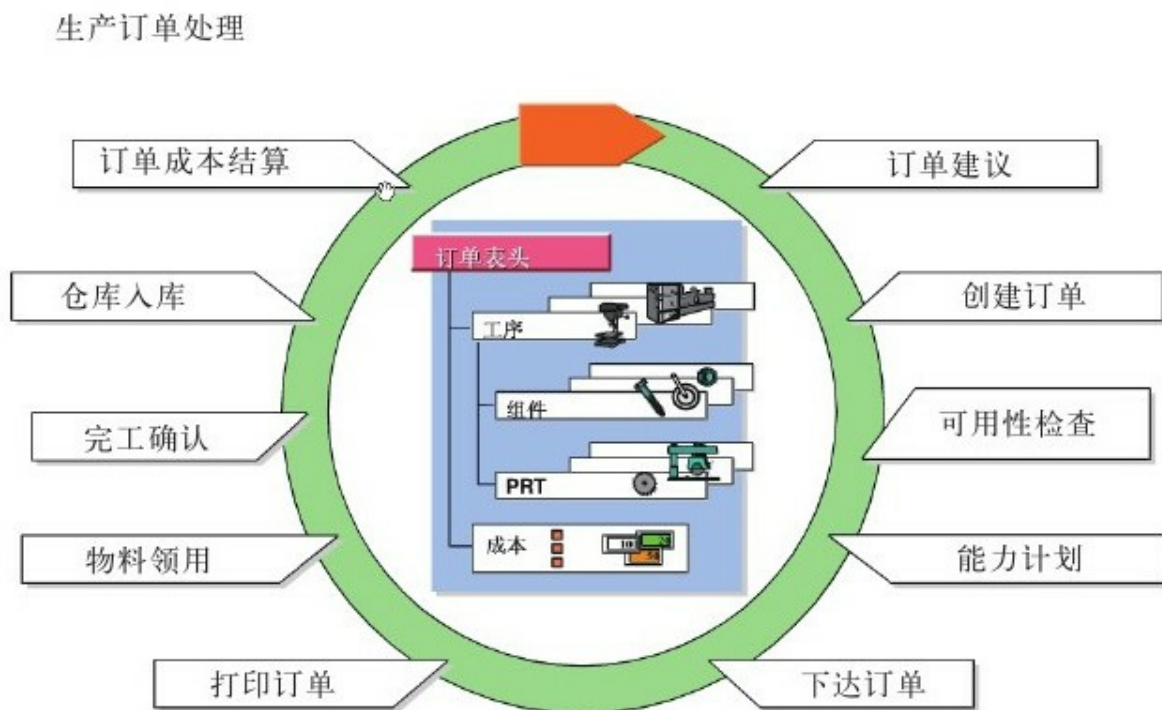 生产订单处理
订单成本结算
订单建议
订单表头
仓库入库
创建订单
工序
组件
完工确认
可用性检查
PRT
物料领用
成本
10
20
50
能力计划
打印订单
下达订单